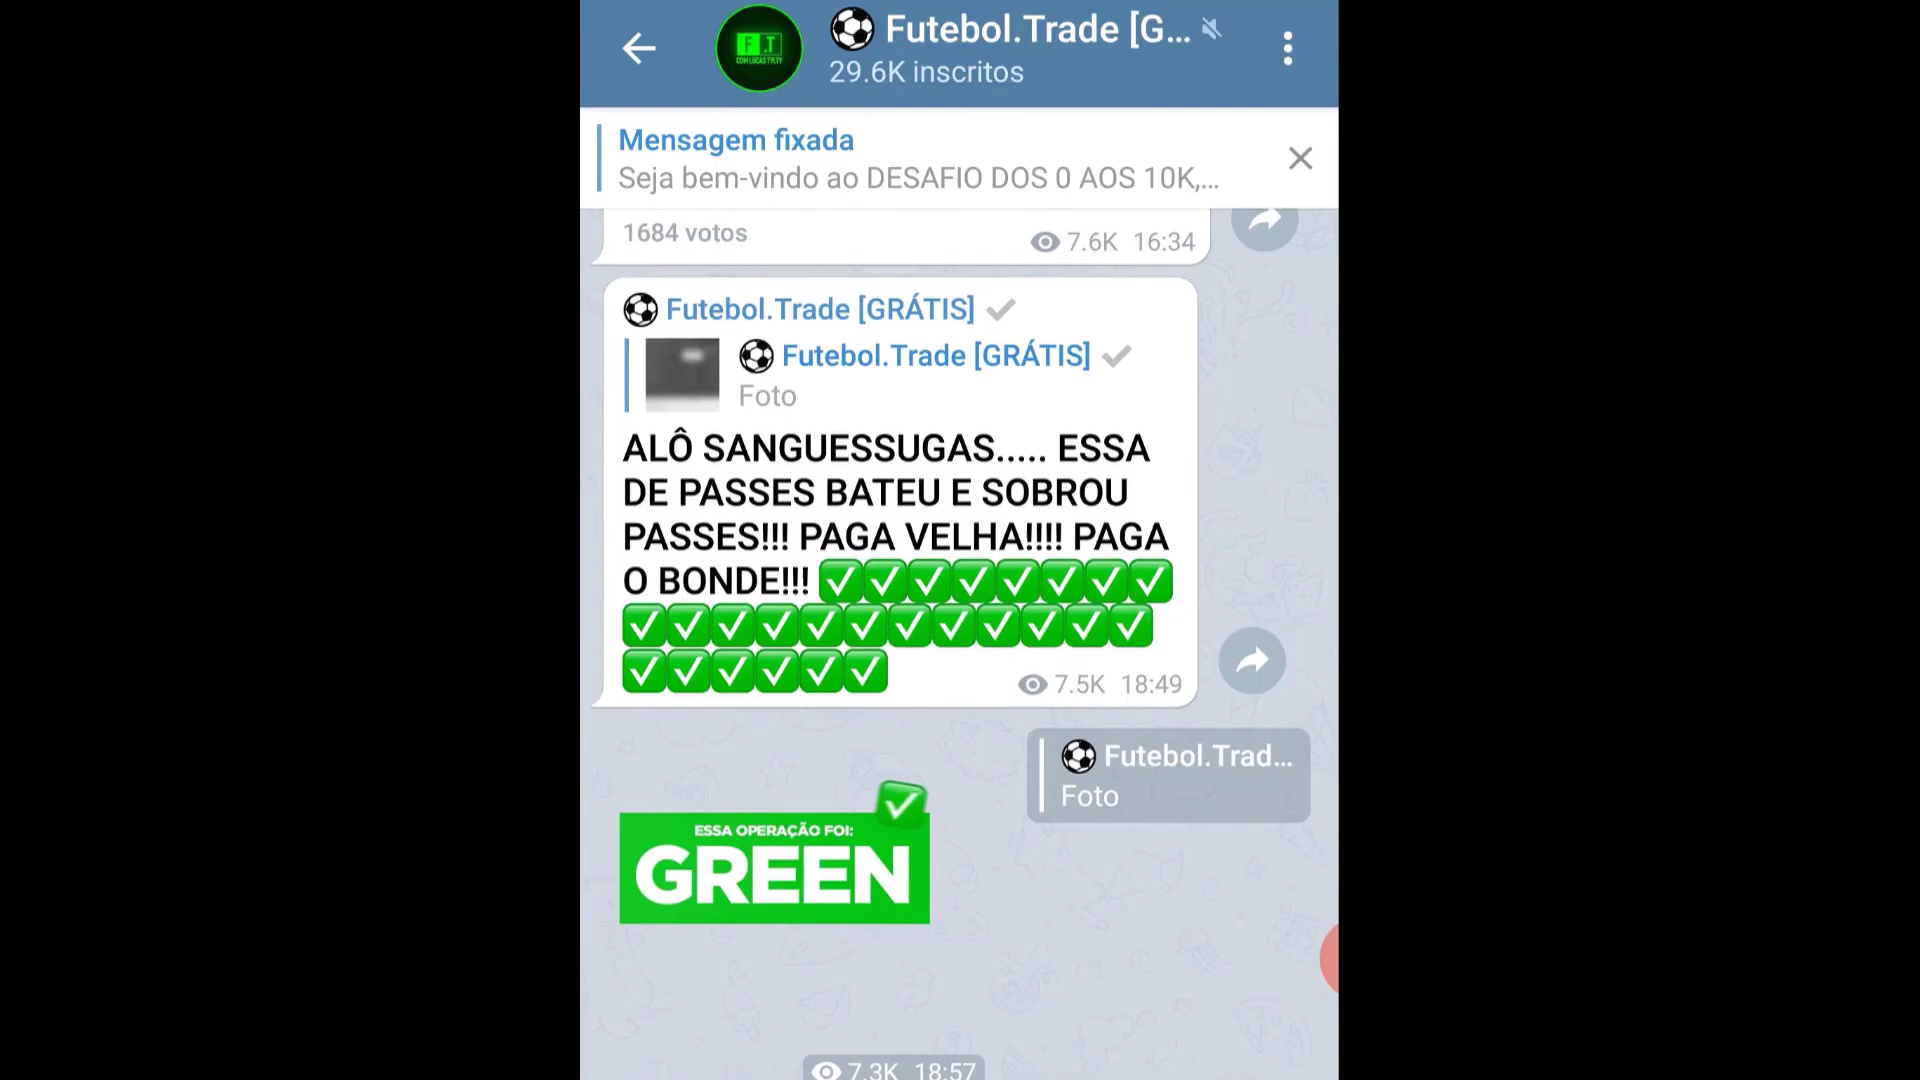 ⚽ Futebol.Trade [G...
29.6K inscritos
F .T
Mensagem fixada
Seja bem-vindo ao DESAFIO DOS 0 AOS 10K,...
1684 votos
7.6K 16:34
⚽ Futebol.Trade [GRÁTIS]
⚽ Futebol.Trade [GRÁTIS]
Foto
ALÔ SANGUESSUGAS..... ESSA
DE PASSES BATEU E SOBROU
PASSES!!! PAGA VELHA!!!! PAGA
O BONDE!!! ✅✅✅✅✅✅✅✅
✅✅✅✅✅✅✅✅✅✅✅✅
✅✅✅✅✅✅
7.5K 18:49
⚽ Futebol.Trad...
Foto
ESSA OPERAÇÃO FOI:
GREEN
7.3K 18:57